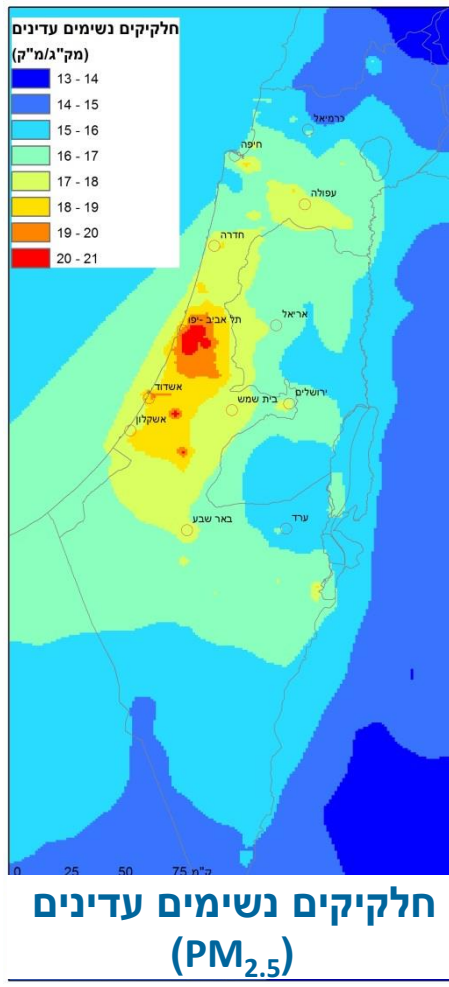 חלקיקים נשימים עדינים
(מק"ג/מ"ק)
13 - 14
14 - 15
15 - 16
16 - 17
17 - 18
18 - 19
19 - 20
20 - 21
כרמיאל
חיפה
עפולה
חדרה
תל אביב -יפו
אריאל
אשדוד
ירושלים
בית שמש
אשקלון
באר שבע
ערד
0 25 50 75 ק"מ
חלקיקים נשימים עדינים
(PM2.5)